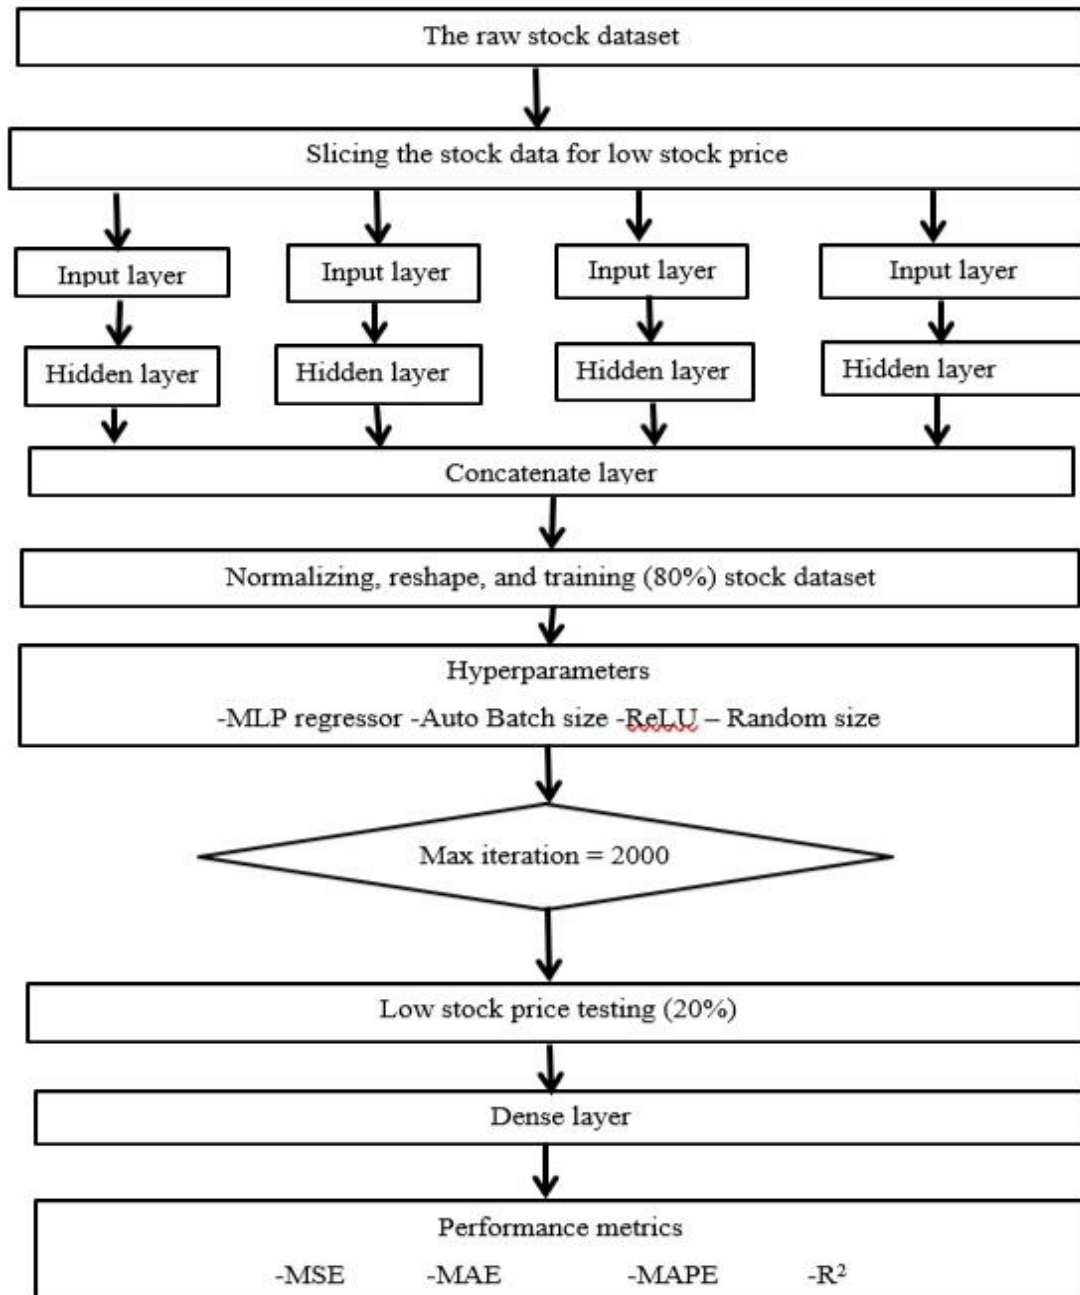 The raw stock dataset
Slicing the stock data for low stock price
Input layer
Input layer
Input layer
Input layer
Hidden layer
Hidden layer
Hidden layer
Hidden layer
Concatenate layer
Normalizing, reshape, and training (80%) stock dataset
Hyperparameters
-MLP regressor -Auto Batch size -ReLU – Random size
Max iteration = 2000
Low stock price testing (20%)
Dense layer
Performance metrics
-MSE -MAE -MAPE -R²